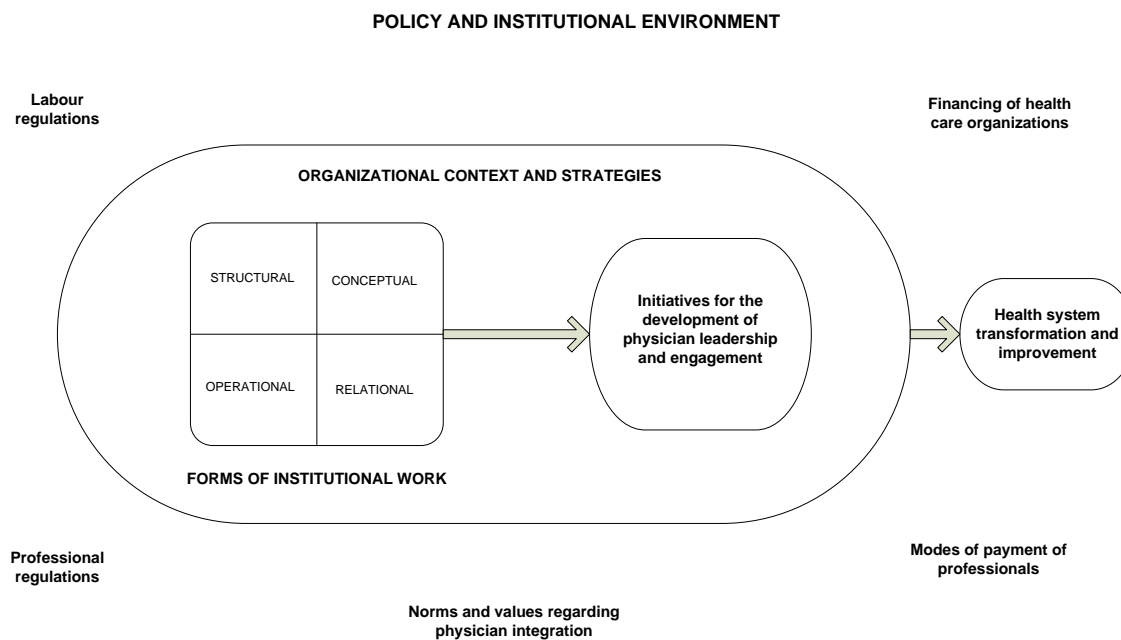 POLICY AND INSTITUTIONAL ENVIRONMENT
Labour
regulations
Financing of health
care organizations
ORGANIZATIONAL CONTEXT AND STRATEGIES
STRUCTURAL
CONCEPTUAL
OPERATIONAL
RELATIONAL
FORMS OF INSTITUTIONAL WORK
Initiatives for the
development of
physician leadership
and engagement
Health system
transformation and
improvement
Professional
regulations
Modes of payment of
professionals
Norms and values regarding
physician integration